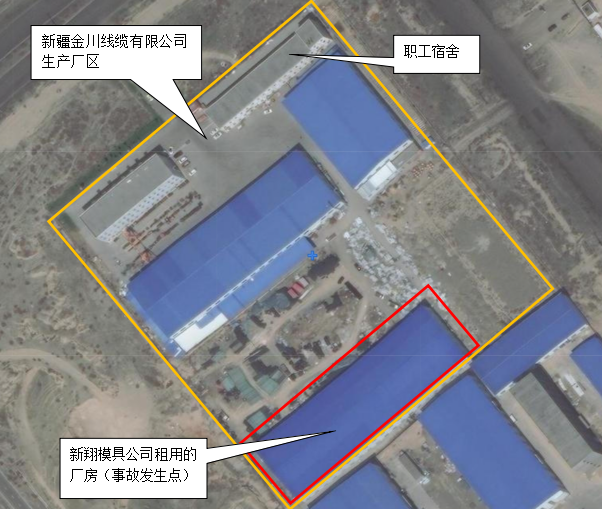 新疆金川线缆有限公司
生产厂区
职工宿舍
新翔模具公司租用的
厂房（事故发生点）